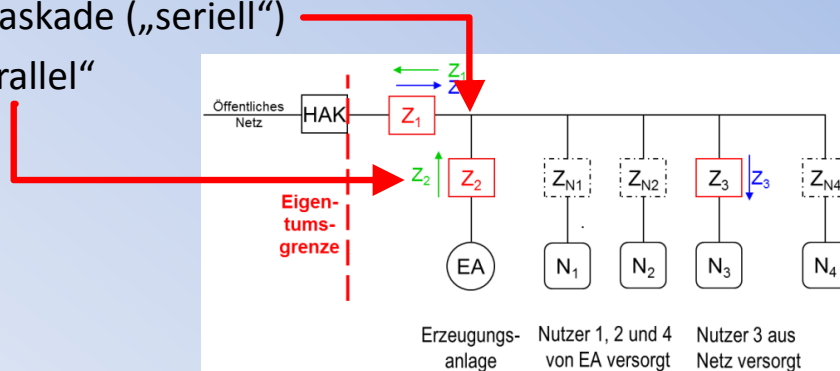 askade („seriell“)
rallel“
Z1
Z
Öffentliches
Netz
HAK
Z1
Z2
Z2
ZN1
ZN2
Z3
Z3
ZN4
Eigen-
tums-
grenze
EA
N1
N2
N3
N4
Erzeugungs-
anlage
Nutzer 1, 2 und 4
von EA versorgt
Nutzer 3 aus
Netz versorgt